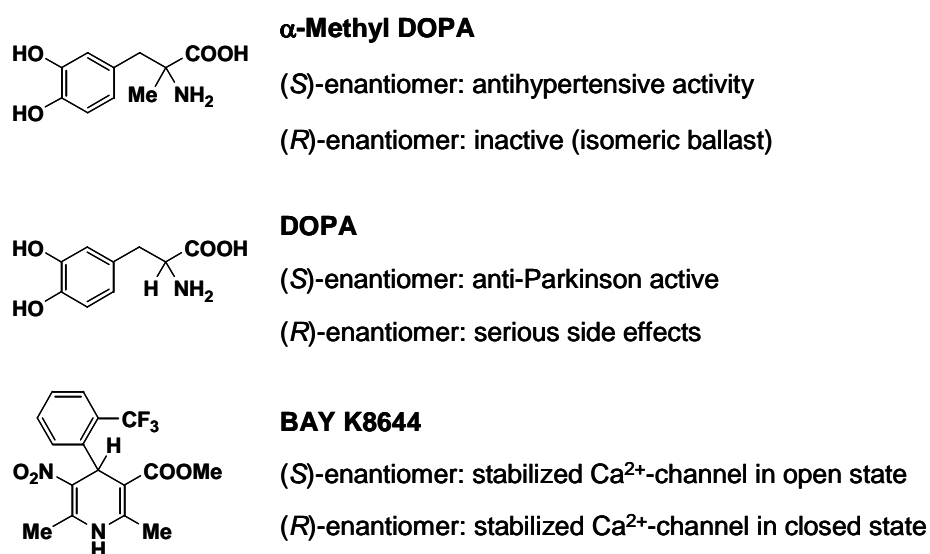 α-Methyl DOPA
HO
COOH
Me
NH₂
HO
(S)-enantiomer: antihypertensive activity
(R)-enantiomer: inactive (isomeric ballast)
DOPA
HO
COOH
H
NH₂
HO
(S)-enantiomer: anti-Parkinson active
(R)-enantiomer: serious side effects
CF₃
H
O₂N
COOMe
Me
N
H
Me
BAY K8644
(S)-enantiomer: stabilized Ca²⁺-channel in open state
(R)-enantiomer: stabilized Ca²⁺-channel in closed state